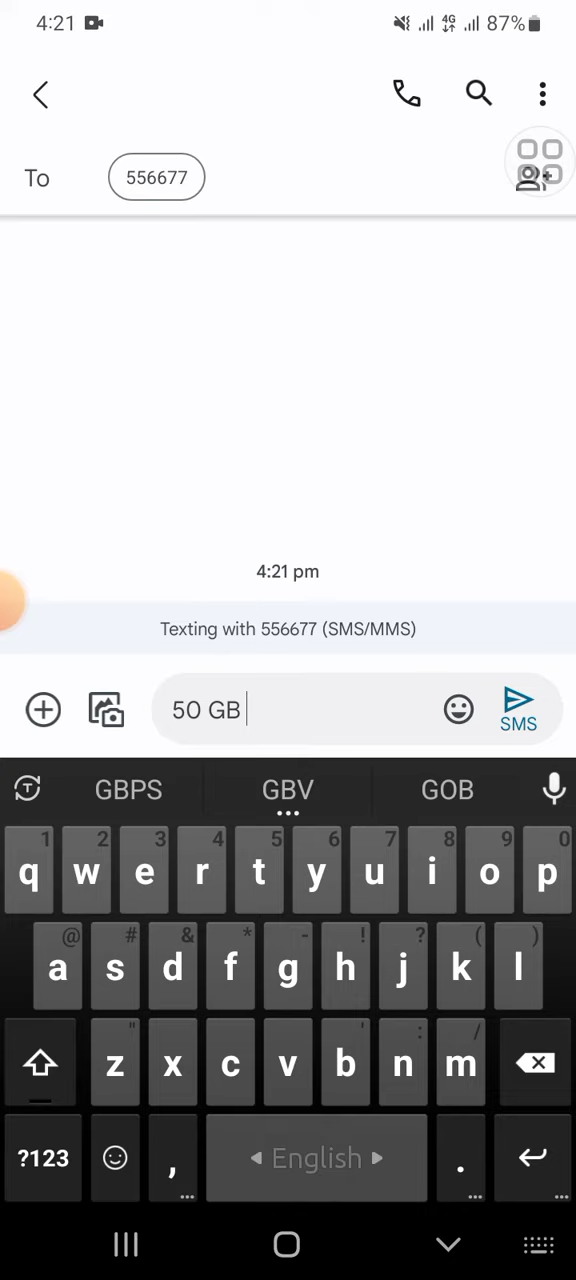 4:21 4G 87%
To 556677
4:21 pm
Texting with 556677 (SMS/MMS)
50 GB
SMS
GBPS GBV GOB
1 2 3 4 5 6 7 8 9 0
q w e r t y u i o p
@ # & * - ! ? ( )
a s d f g h j k l
" ' : /
z x c v b n m
?123 , English .